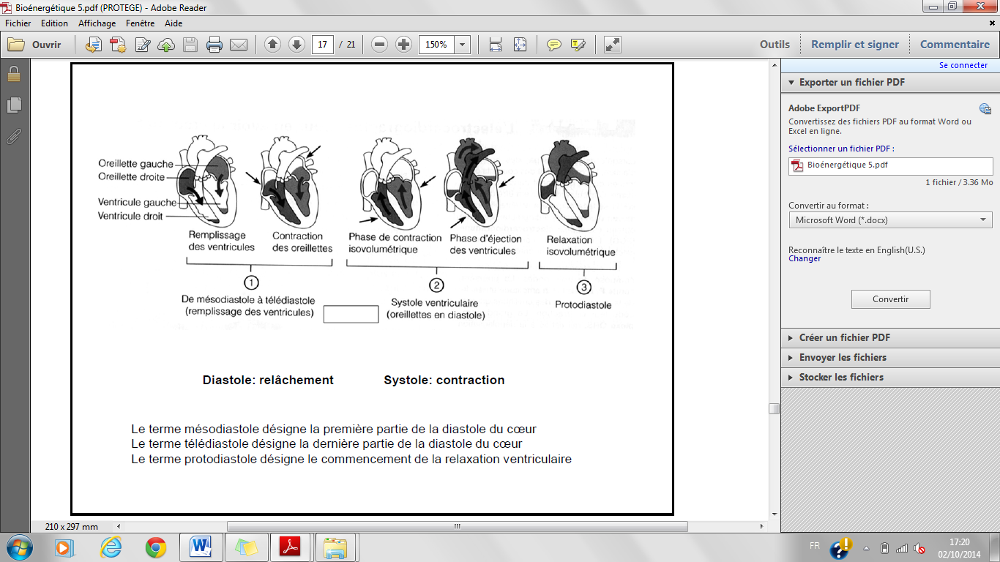 Bioénergétique 5.pdf (PROTEGE) - Adobe Reader
Fichier Edition Affichage Fenêtre Aide
Ouvrir 17 / 21 150% Outils Remplir et signer Commentaire
Se connecter
Exporter un fichier PDF
Adobe ExportPDF
Convertissez des fichiers PDF au format Word ou
Excel en ligne.
Sélectionner un fichier PDF :
Bioénergétique 5.pdf
1 fichier / 3.36 Mo
Convertir au format :
Microsoft Word (*.docx)
Reconnaître le texte en English(U.S.)
Changer
Convertir
Créer un fichier PDF
Envoyer les fichiers
Stocker les fichiers
Oreillette gauche
Oreillette droite
Ventricule gauche
Ventricule droit
Remplissage
des ventricules
Contraction
des oreillettes
Phase de contraction
isovolumétrique
Phase d'éjection
des ventricules
Relaxation
isovolumétrique
1
De mésodiastole à télédiastole
(remplissage des ventricules)
2
Systole ventriculaire
(oreillettes en diastole)
3
Protodiastole
Diastole: relâchement Systole: contraction
Le terme mésodiastole désigne la première partie de la diastole du cœur
Le terme télédiastole désigne la dernière partie de la diastole du cœur
Le terme protodiastole désigne le commencement de la relaxation ventriculaire
210 x 297 mm
FR
17:20
02/10/2014